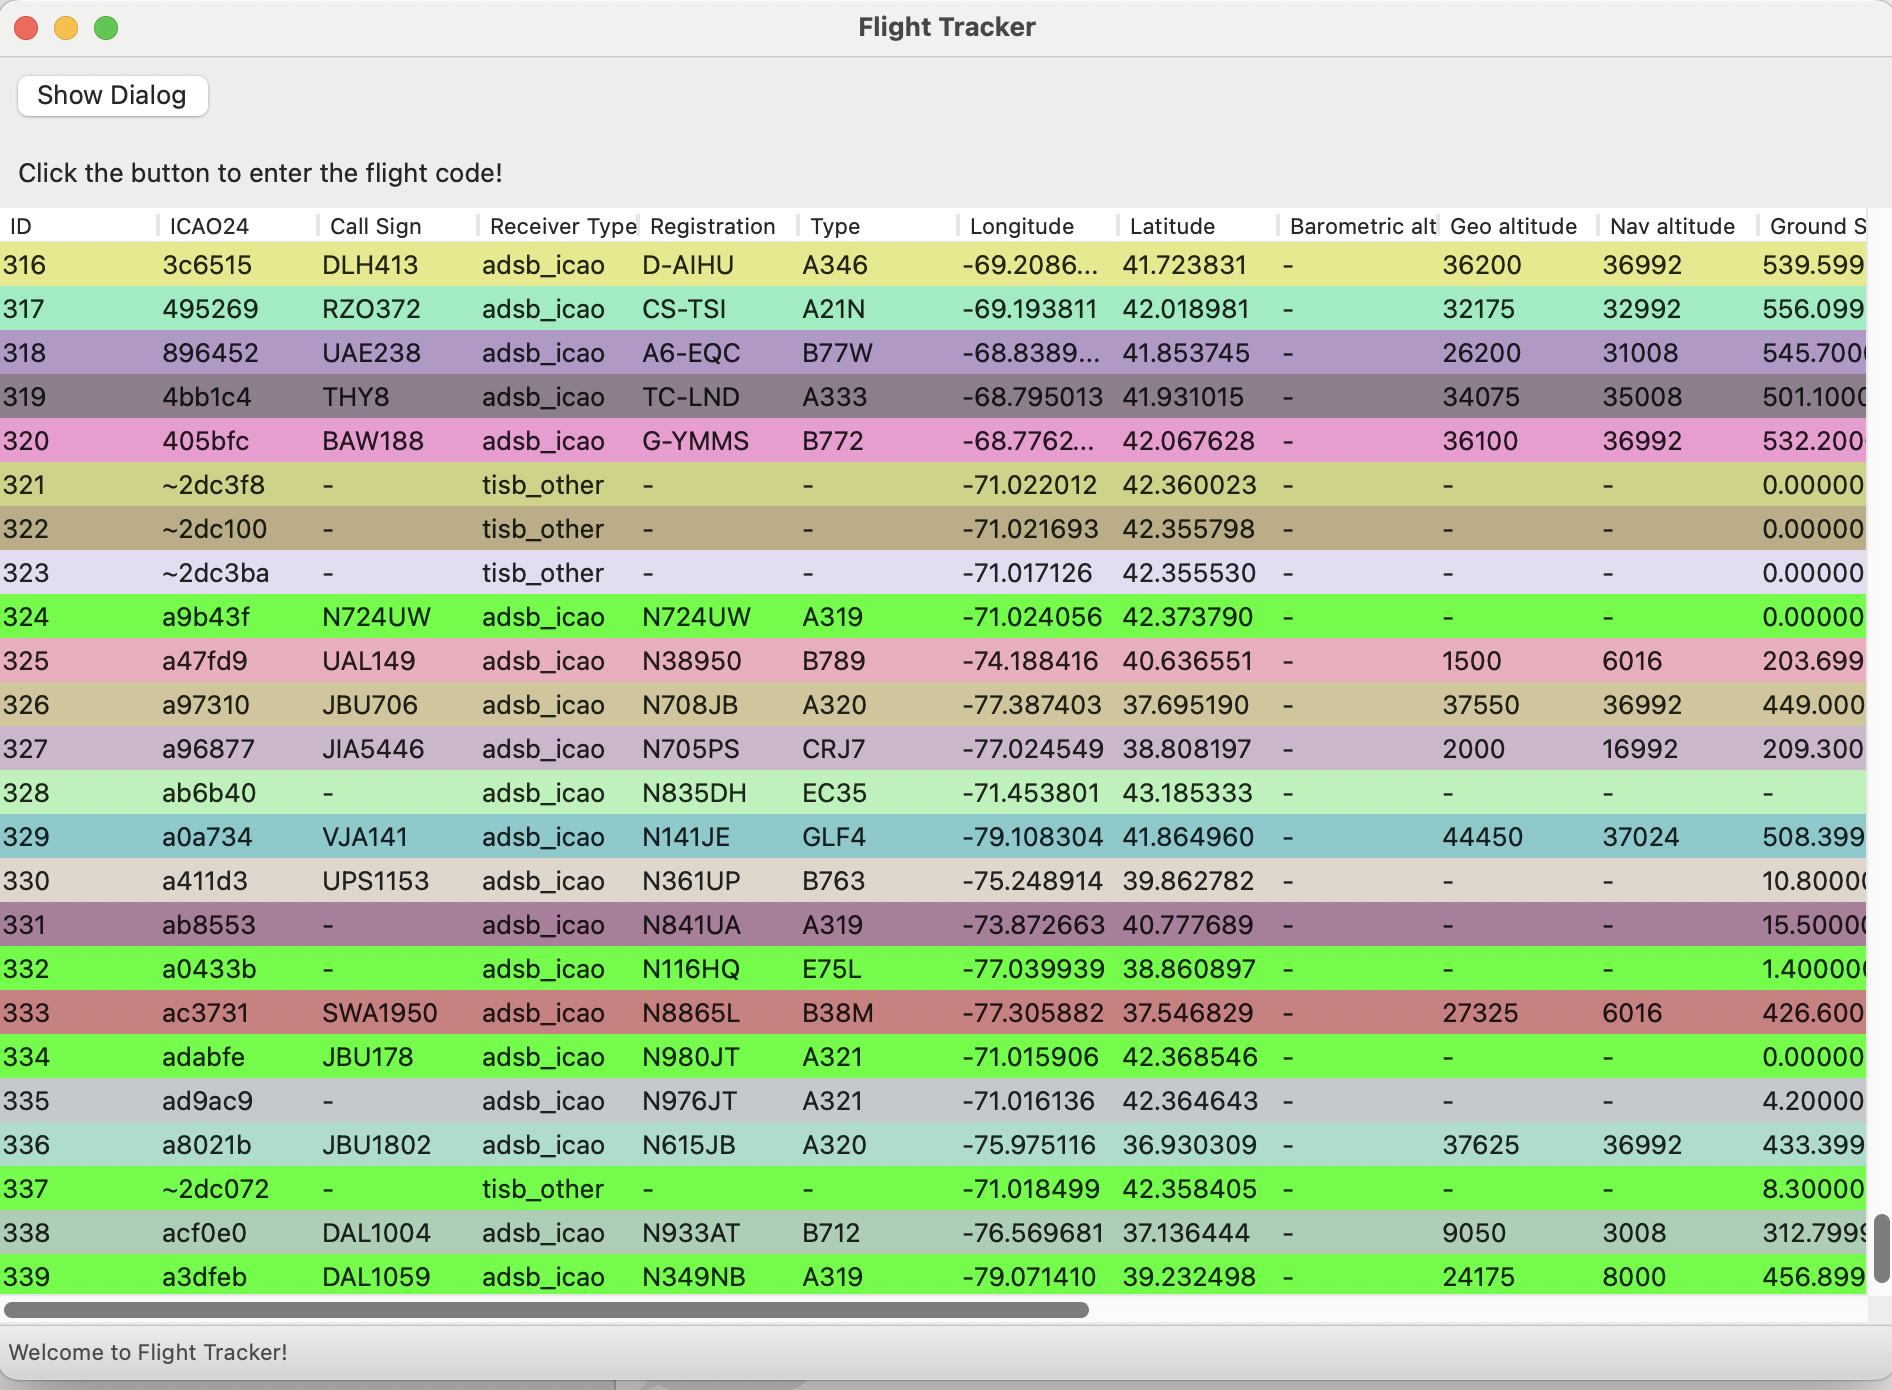 Flight Tracker
Show Dialog
Click the button to enter the flight code!
ID ICAO24 Call Sign Receiver Type Registration Type Longitude Latitude Barometric alt Geo altitude Nav altitude Ground S
316 3c6515 DLH413 adsb_icao D-AIHU A346 -69.2086... 41.723831 - 36200 36992 539.599
317 495269 RZO372 adsb_icao CS-TSI A21N -69.193811 42.018981 - 32175 32992 556.099
318 896452 UAE238 adsb_icao A6-EQC B77W -68.8389... 41.853745 - 26200 31008 545.700
319 4bb1c4 THY8 adsb_icao TC-LND A333 -68.795013 41.931015 - 34075 35008 501.1000
320 405bfc BAW188 adsb_icao G-YMMS B772 -68.7762... 42.067628 - 36100 36992 532.200
321 ~2dc3f8 - tisb_other - - -71.022012 42.360023 - - - 0.00000
322 ~2dc100 - tisb_other - - -71.021693 42.355798 - - - 0.00000
323 ~2dc3ba - tisb_other - - -71.017126 42.355530 - - - 0.00000
324 a9b43f N724UW adsb_icao N724UW A319 -71.024056 42.373790 - - - 0.00000
325 a47fd9 UAL149 adsb_icao N38950 B789 -74.188416 40.636551 - 1500 6016 203.699
326 a97310 JBU706 adsb_icao N708JB A320 -77.387403 37.695190 - 37550 36992 449.000
327 a96877 JIA5446 adsb_icao N705PS CRJ7 -77.024549 38.808197 - 2000 16992 209.300
328 ab6b40 - adsb_icao N835DH EC35 -71.453801 43.185333 - - - -
329 a0a734 VJA141 adsb_icao N141JE GLF4 -79.108304 41.864960 - 44450 37024 508.399
330 a411d3 UPS1153 adsb_icao N361UP B763 -75.248914 39.862782 - - - 10.80000
331 ab8553 - adsb_icao N841UA A319 -73.872663 40.777689 - - - 15.50000
332 a0433b - adsb_icao N116HQ E75L -77.039939 38.860897 - - - 1.400000
333 ac3731 SWA1950 adsb_icao N8865L B38M -77.305882 37.546829 - 27325 6016 426.600
334 adabfe JBU178 adsb_icao N980JT A321 -71.015906 42.368546 - - - 0.00000
335 ad9ac9 - adsb_icao N976JT A321 -71.016136 42.364643 - - - 4.20000
336 a8021b JBU1802 adsb_icao N615JB A320 -75.975116 36.930309 - 37625 36992 433.399
337 ~2dc072 - tisb_other - - -71.018499 42.358405 - - - 8.30000
338 acf0e0 DAL1004 adsb_icao N933AT B712 -76.569681 37.136444 - 9050 3008 312.7999
339 a3dfeb DAL1059 adsb_icao N349NB A319 -79.071410 39.232498 - 24175 8000 456.899
Welcome to Flight Tracker!